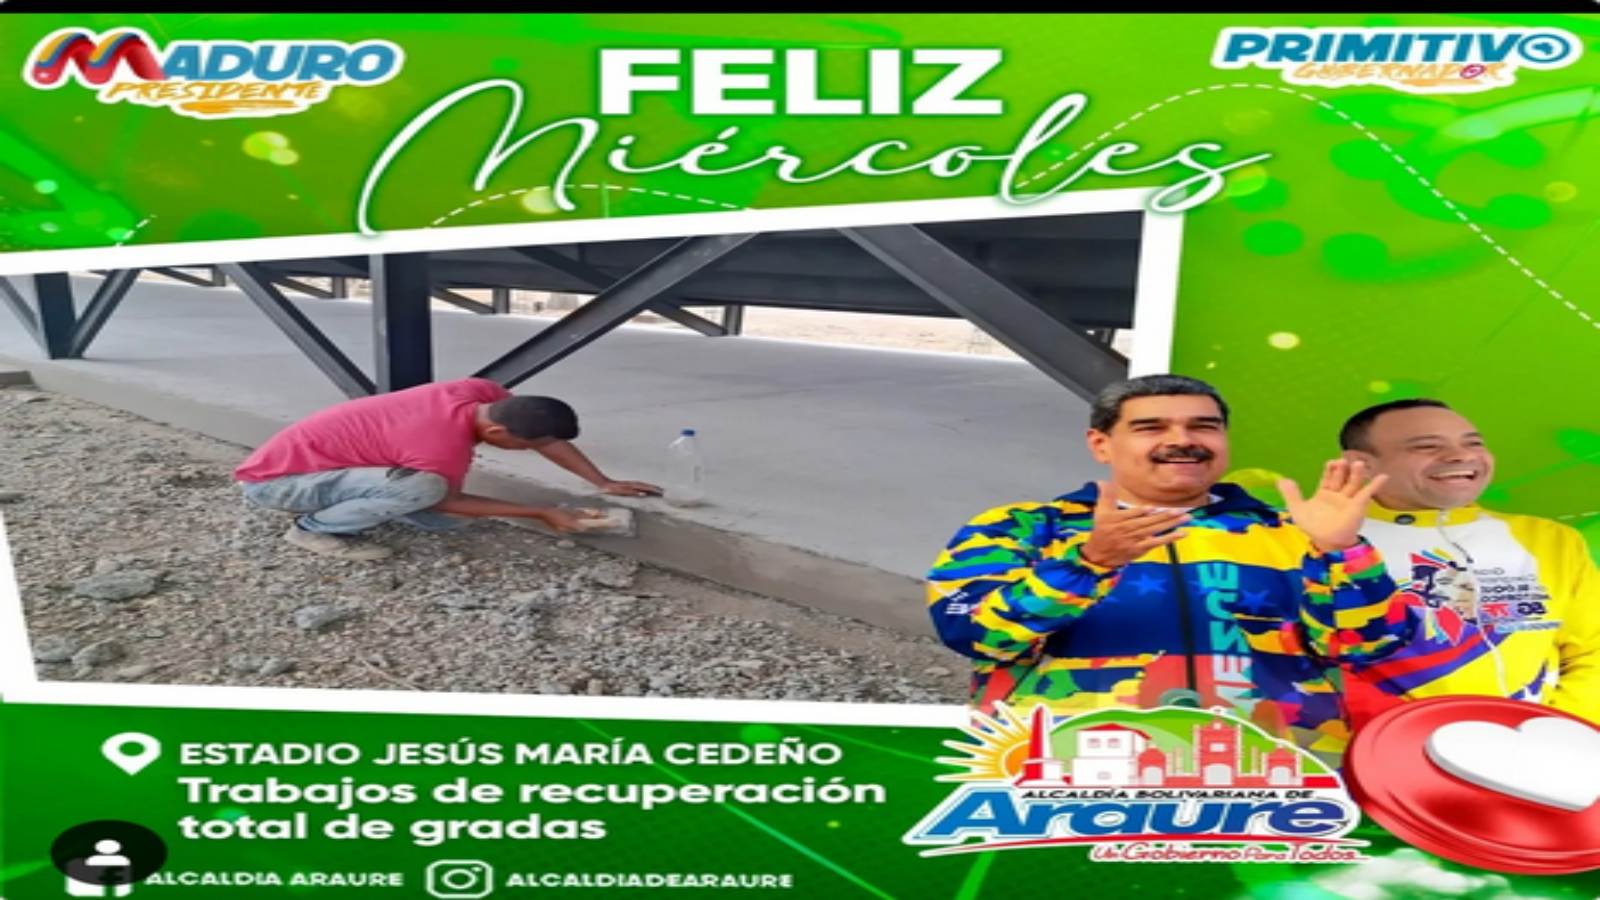 MADURO
PRESIDENTE
PRIMITIVO
GOBERNADOR
FELIZ
Miércoles
ESTADIO JESÚS MARÍA CEDEÑO
Trabajos de recuperación
total de gradas
ALCALDIA ARAURE
ALCALDIADEARAURE
ALCALDÍA BOLIVARIANA DE
Araure
Un Gobierno Para Todos...